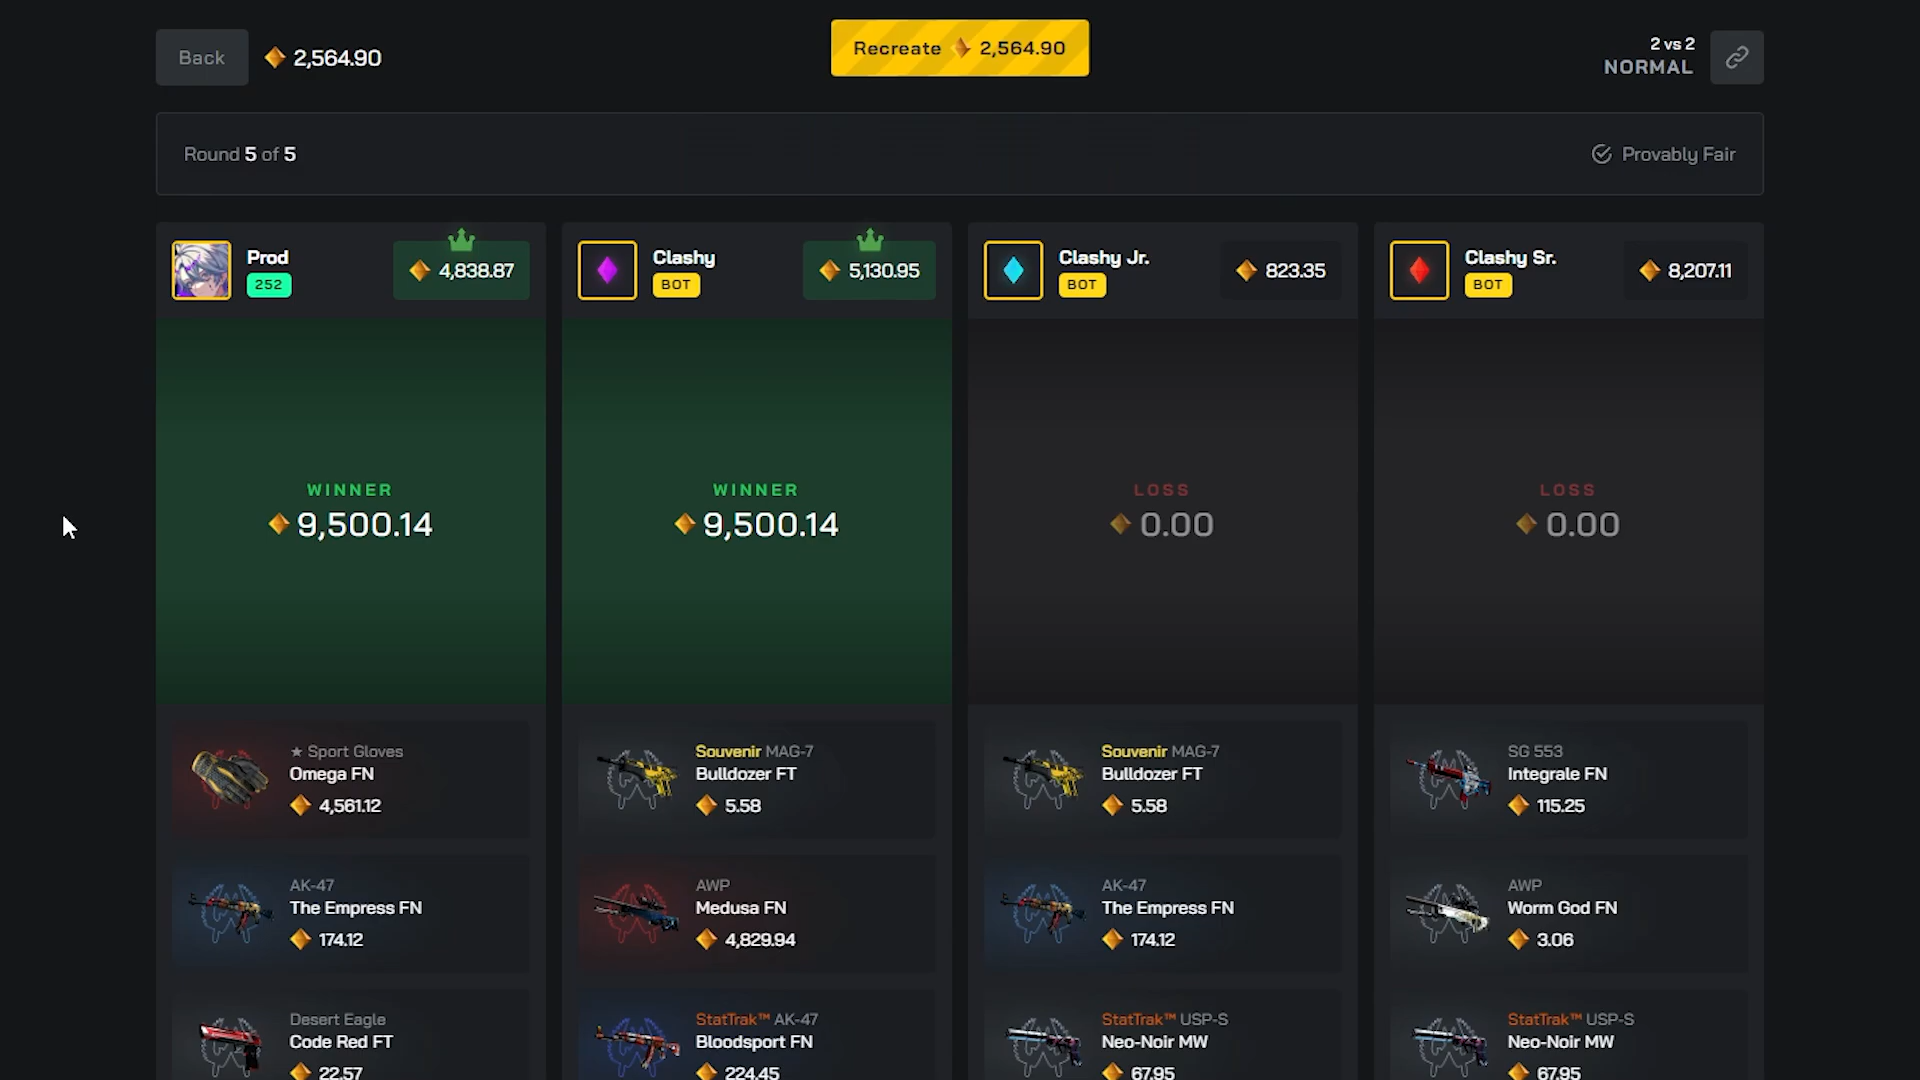 Back
2,564.90
Recreate 2,564.90
2 vs 2
NORMAL
Round 5 of 5
Provably Fair
Prod
252
4,838.87
Clashy
BOT
5,130.95
Clashy Jr.
BOT
823.35
Clashy Sr.
BOT
8,207.11
WINNER
9,500.14
WINNER
9,500.14
LOSS
0.00
LOSS
0.00
★ Sport Gloves
Omega FN
4,561.12
Souvenir MAG-7
Bulldozer FT
5.58
Souvenir MAG-7
Bulldozer FT
5.58
SG 553
Integrale FN
115.25
AK-47
The Empress FN
174.12
AWP
Medusa FN
4,829.94
AK-47
The Empress FN
174.12
AWP
Worm God FN
3.06
Desert Eagle
Code Red FT
22.57
StatTrak™ AK-47
Bloodsport FN
224.45
StatTrak™ USP-S
Neo-Noir MW
67.95
StatTrak™ USP-S
Neo-Noir MW
67.95